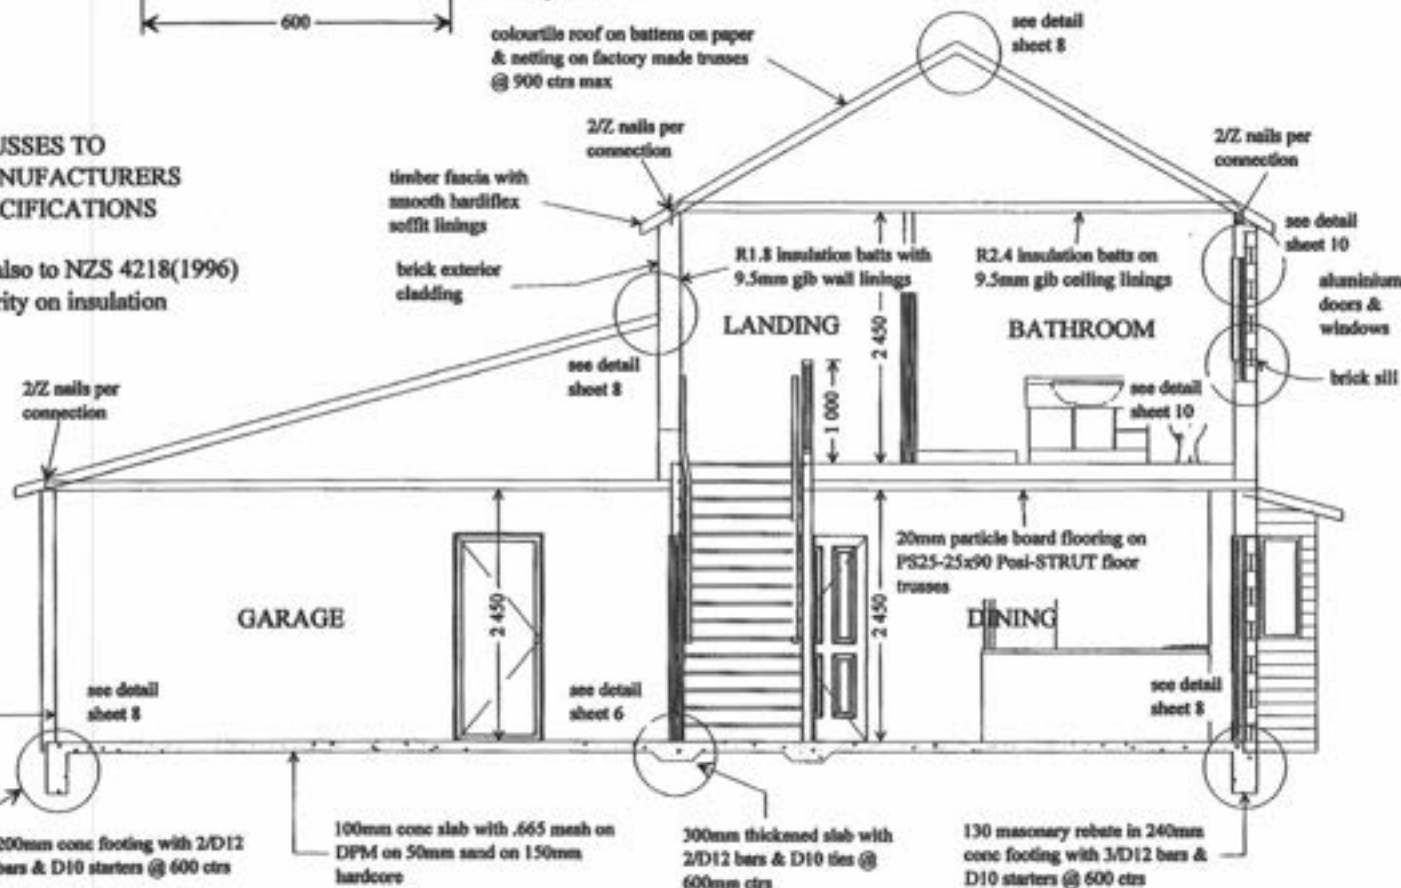 600
colourtile roof on battens on paper
& netting on factory made trusses
@ 900 ctrs max
see detail
sheet 8
2/Z nails per
connection
2/Z nails per
connection
USSES TO
NUFACTURERS
CIFICATIONS
also to NZS 4218(1996)
rity on insulation
timber fascia with
smooth hardiflex
soffit linings
brick exterior
cladding
R1.8 insulation batts with
9.5mm gib wall linings
R2.4 insulation batts on
9.5mm gib ceiling linings
see detail
sheet 10
aluminium
doors &
windows
LANDING
2 450
BATHROOM
see detail
sheet 8
1 000
see detail
sheet 10
brick sill
2/Z nails per
connection
20mm particle board flooring on
PS25-25x90 Posi-STRUT floor
trusses
GARAGE
2 450
2 450
DINING
see detail
sheet 8
see detail
sheet 6
see detail
sheet 8
200mm conc footing with 2/D12
bars & D10 starters @ 600 ctrs
100mm conc slab with .665 mesh on
DPM on 50mm sand on 150mm
hardcore
300mm thickened slab with
2/D12 bars & D10 ties @
600mm ctrs
130 masonary rebate in 240mm
conc footing with 3/D12 bars &
D10 starters @ 600 ctrs